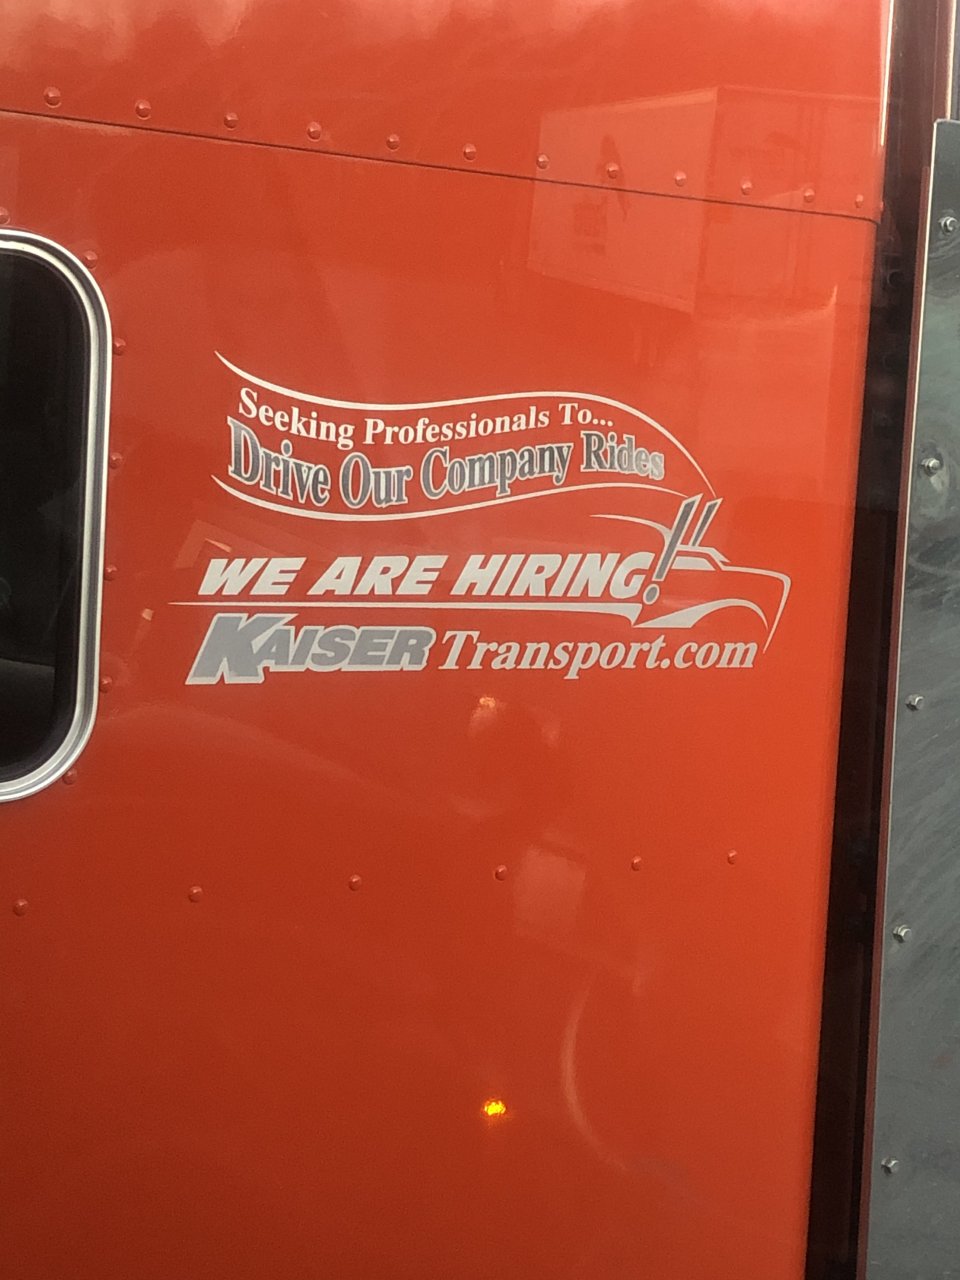 Seeking Professionals To...
Drive Our Company Rides
WE ARE HIRING!!
KAISER Transport.com